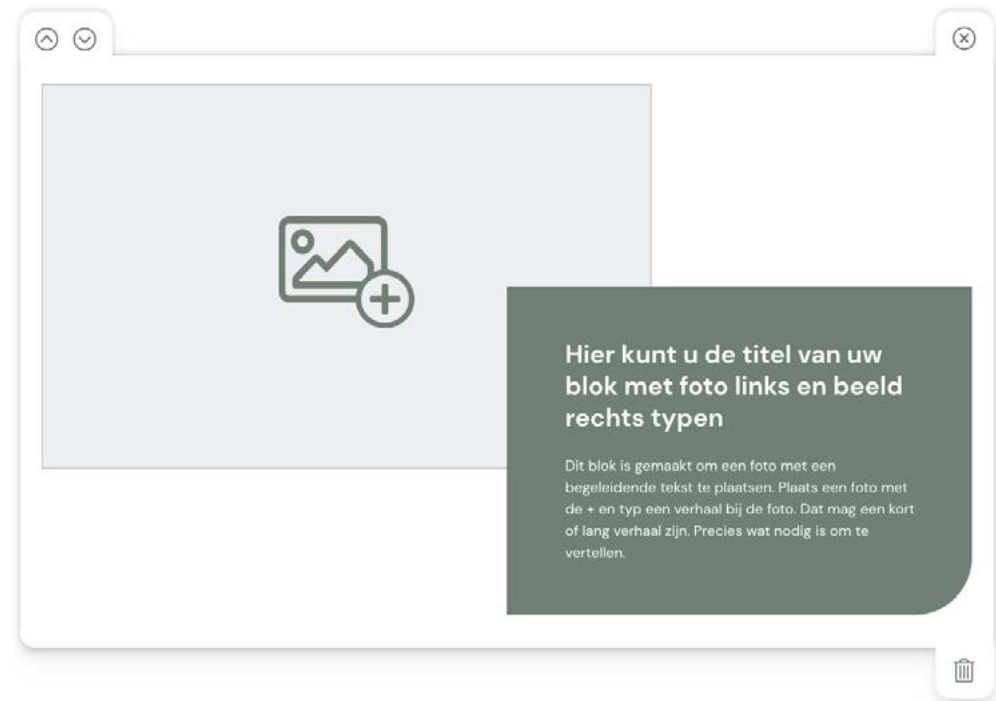 Hier kunt u de titel van uw
blok met foto links en beeld
rechts typen
Dit blok is gemaakt om een foto met een
begeleidende tekst te plaatsen. Plaats een foto met
de + en typ een verhaal bij de foto. Dat mag een kort
of lang verhaal zijn. Precies wat nodig is om te
vertellen.